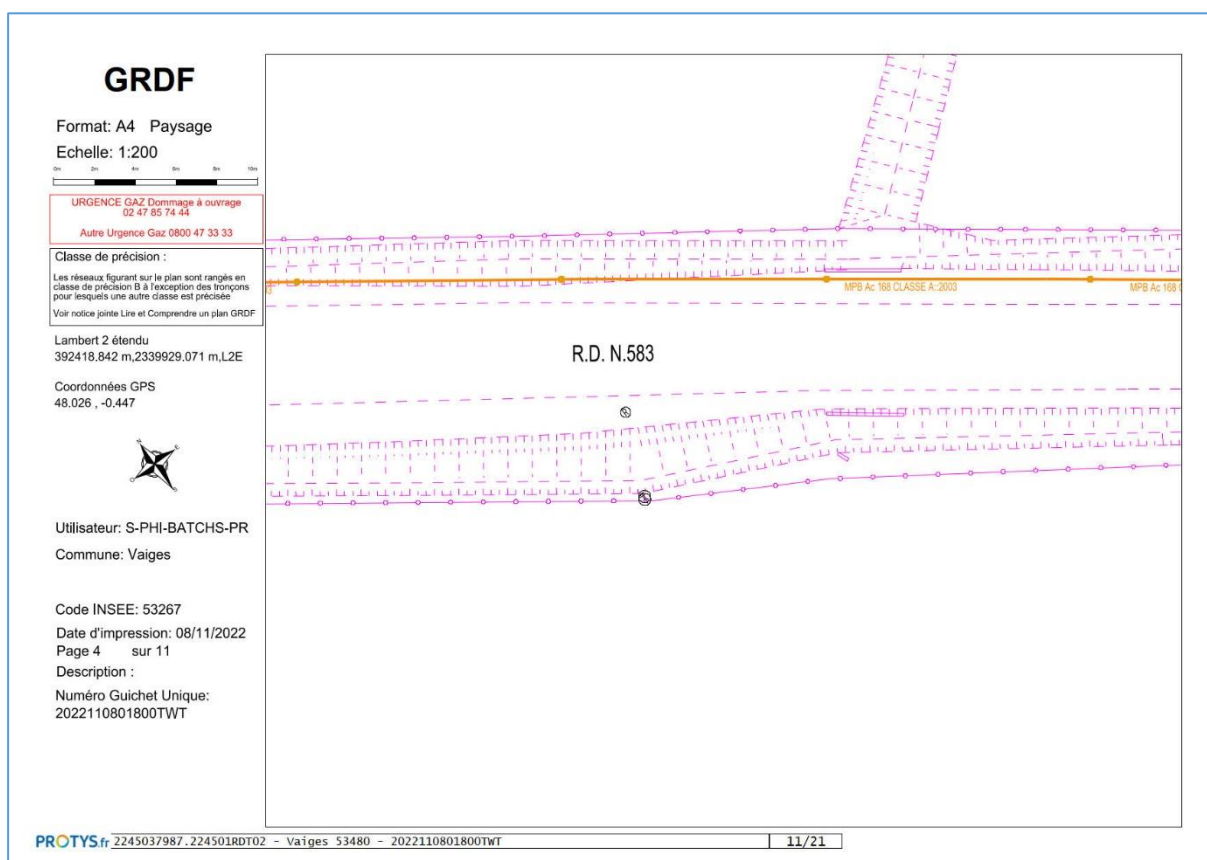 GRDF
Format: A4 Paysage
Echelle: 1:200
0m 2m 4m 6m 8m 10m
URGENCE GAZ Dommage à ouvrage
02 47 85 74 44
Autre Urgence Gaz 0800 47 33 33
Classe de précision :
Les réseaux figurant sur le plan sont rangés en
classe de précision B à l'exception des tronçons
pour lesquels une autre classe est précisée
Voir notice jointe Lire et Comprendre un plan GRDF
Lambert 2 étendu
392418.842 m,2339929.071 m,L2E
Coordonnées GPS
48.026 , -0.447
N E
O S
Utilisateur: S-PHI-BATCHS-PR
Commune: Vaiges
Code INSEE: 53267
Date d'impression: 08/11/2022
Page 4 sur 11
Description :
Numéro Guichet Unique:
2022110801800TWT
MPB Ac 168 CLASSE A::2003
MPB Ac 168 C
R.D. N.583
PROTYS.fr 2245037987.224501RDT02 - Vaiges 53480 - 2022110801800TWT 11/21